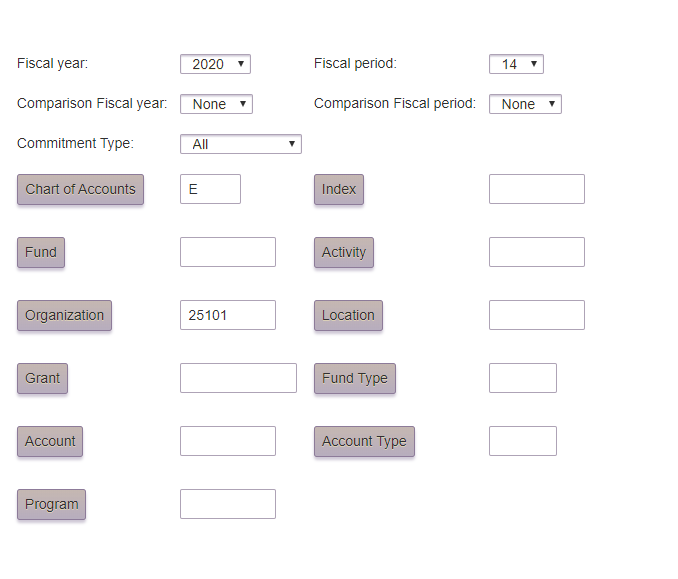 Fiscal year: 2020 Fiscal period: 14
Comparison Fiscal year: None Comparison Fiscal period: None
Commitment Type: All
Chart of Accounts E Index
Fund Activity
Organization 25101 Location
Grant Fund Type
Account Account Type
Program